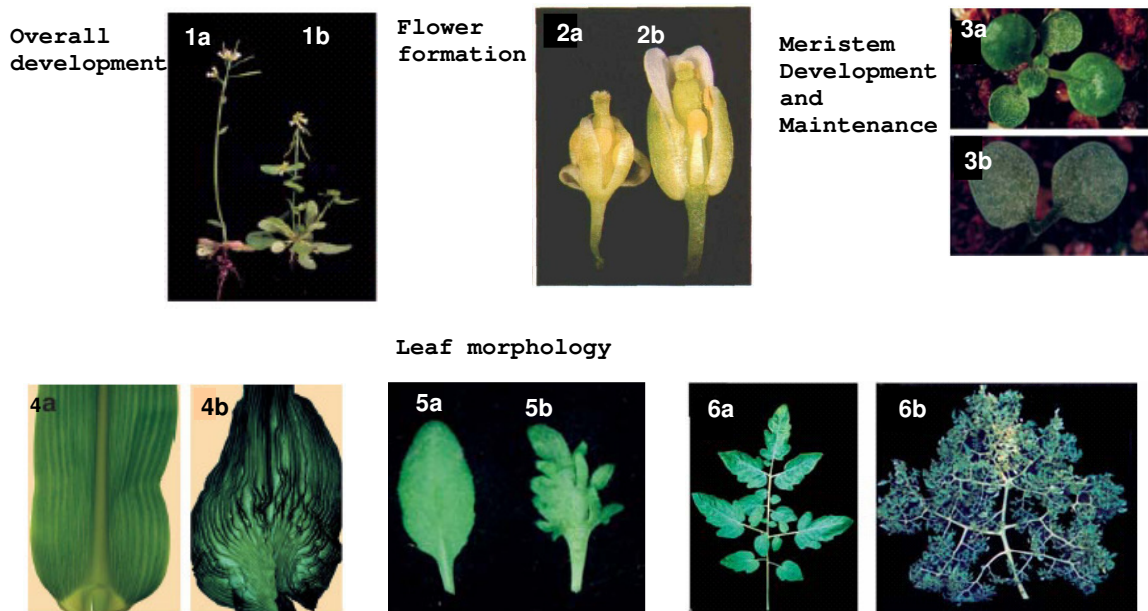 Overall
development
1a 1b
Flower
formation
2a 2b
Meristem
Development
and
Maintenance
3a
3b
Leaf morphology
4a
4b
5a 5b
6a
6b